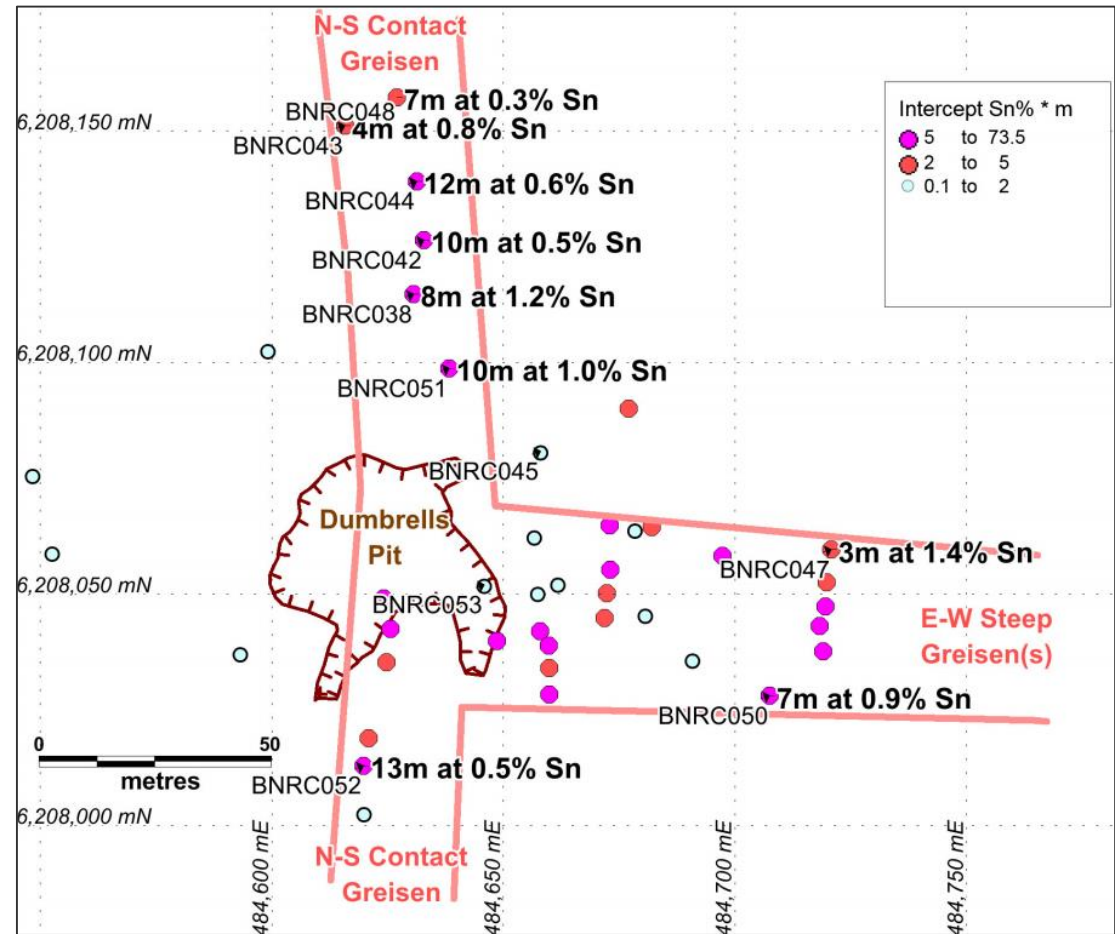 N-S Contact
Greisen
7m at 0.3% Sn
BNRC048
6,208,150 mN
4m at 0.8% Sn
BNRC043
12m at 0.6% Sn
BNRC044
10m at 0.5% Sn
BNRC042
8m at 1.2% Sn
BNRC038
6,208,100 mN
10m at 1.0% Sn
BNRC051
BNRC045
Dumbrells
Pit
BNRC053
6,208,050 mN
3m at 1.4% Sn
BNRC047
E-W Steep
Greisen(s)
7m at 0.9% Sn
BNRC050
0 50
metres
13m at 0.5% Sn
BNRC052
6,208,000 mN
N-S Contact
Greisen
484,600 mE
484,650 mE
484,700 mE
484,750 mE
Intercept Sn% * m
5 to 73.5
2 to 5
0.1 to 2